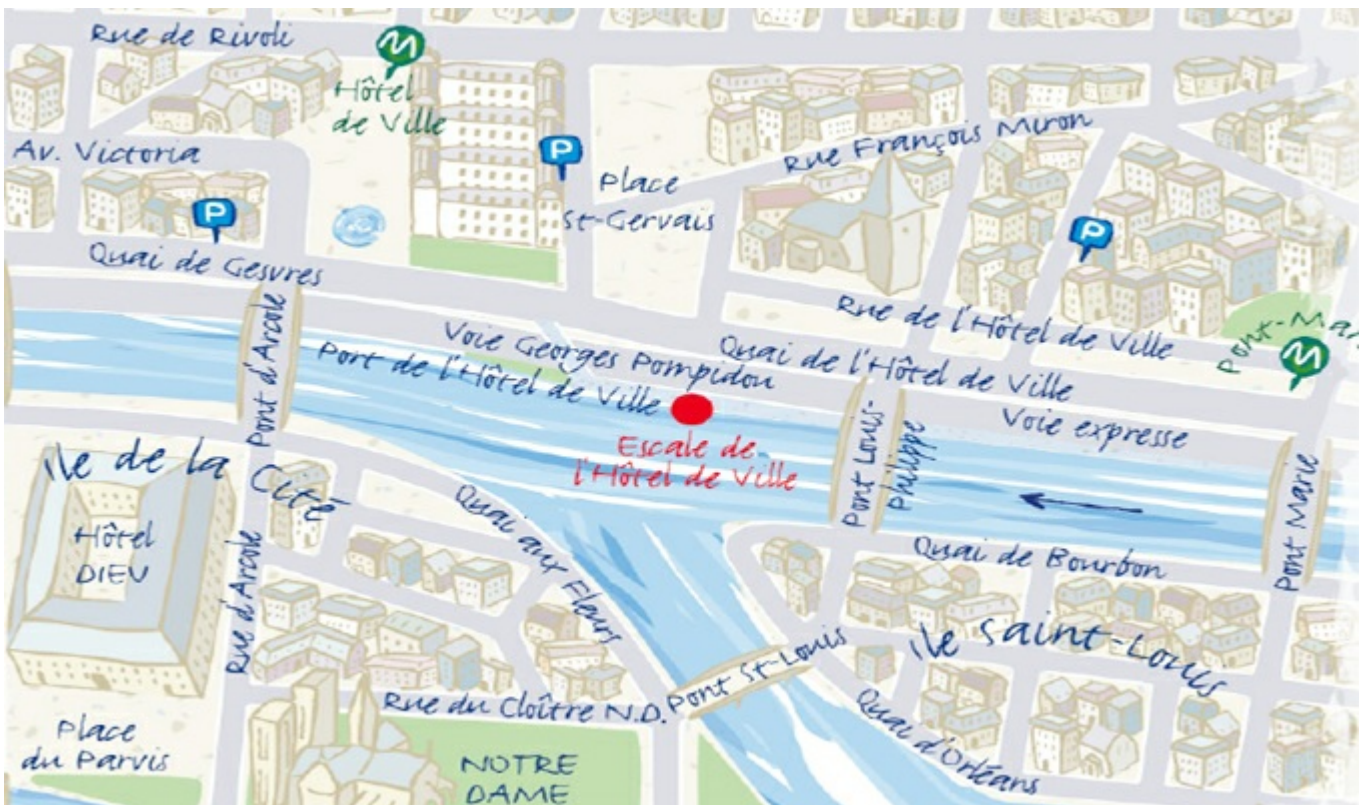 Rue de Rivoli
M
Hôtel
de Ville
Av. Victoria
P
Quai de Gesvres
P
Place
St-Gervais
Rue François Miron
P
Rue de l'Hôtel de Ville
M
Pont d'Arcole
Voie Georges Pompidou
Port de l'Hôtel de Ville
Quai de l'Hôtel de Ville
Voie expresse
Escale de
l'Hôtel de Ville
Pont Louis-
Philippe
Pont Marie
Ile de la Cité
Hôtel
DIEU
Rue d'Arcole
Quai aux Fleurs
Quai de Bourbon
Ile Saint-Louis
Pont St-Louis
Rue du Cloître N.D.
Quai d'Orléans
Place
du Parvis
NOTRE
DAME